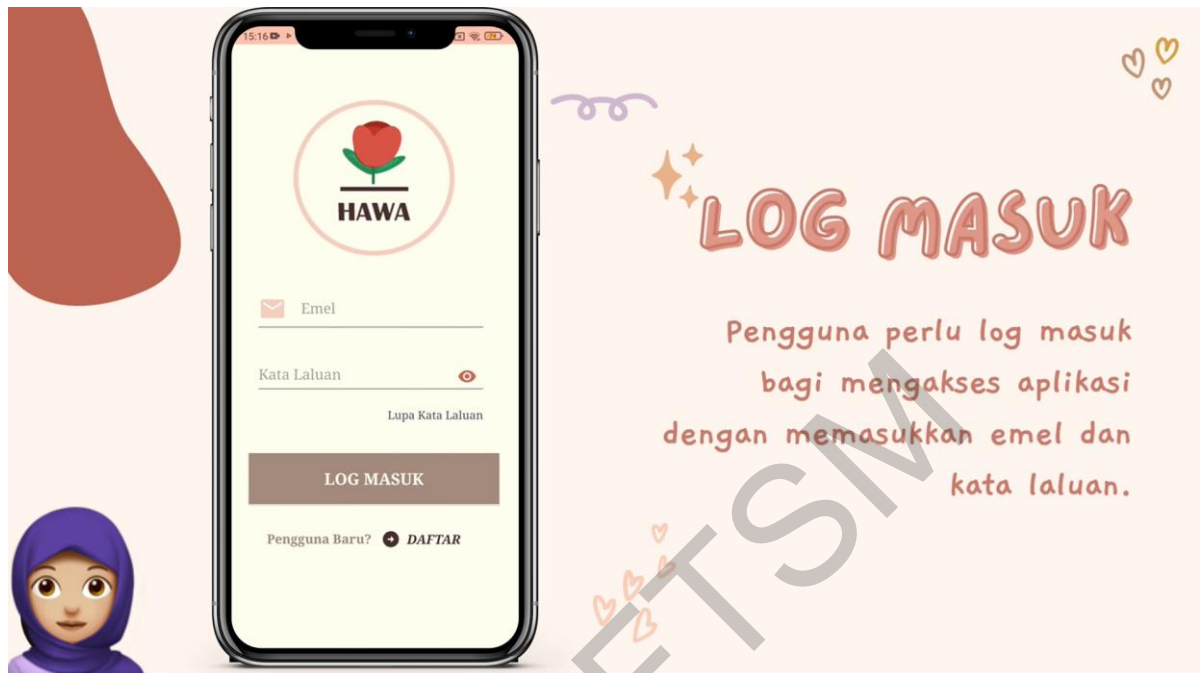 15:16
HAWA
Emel
Kata Laluan
Lupa Kata Laluan
LOG MASUK
Pengguna Baru? DAFTAR
LOG MASUK
Pengguna perlu log masuk
bagi mengakses aplikasi
dengan memasukkan emel dan
kata laluan.
FTSM